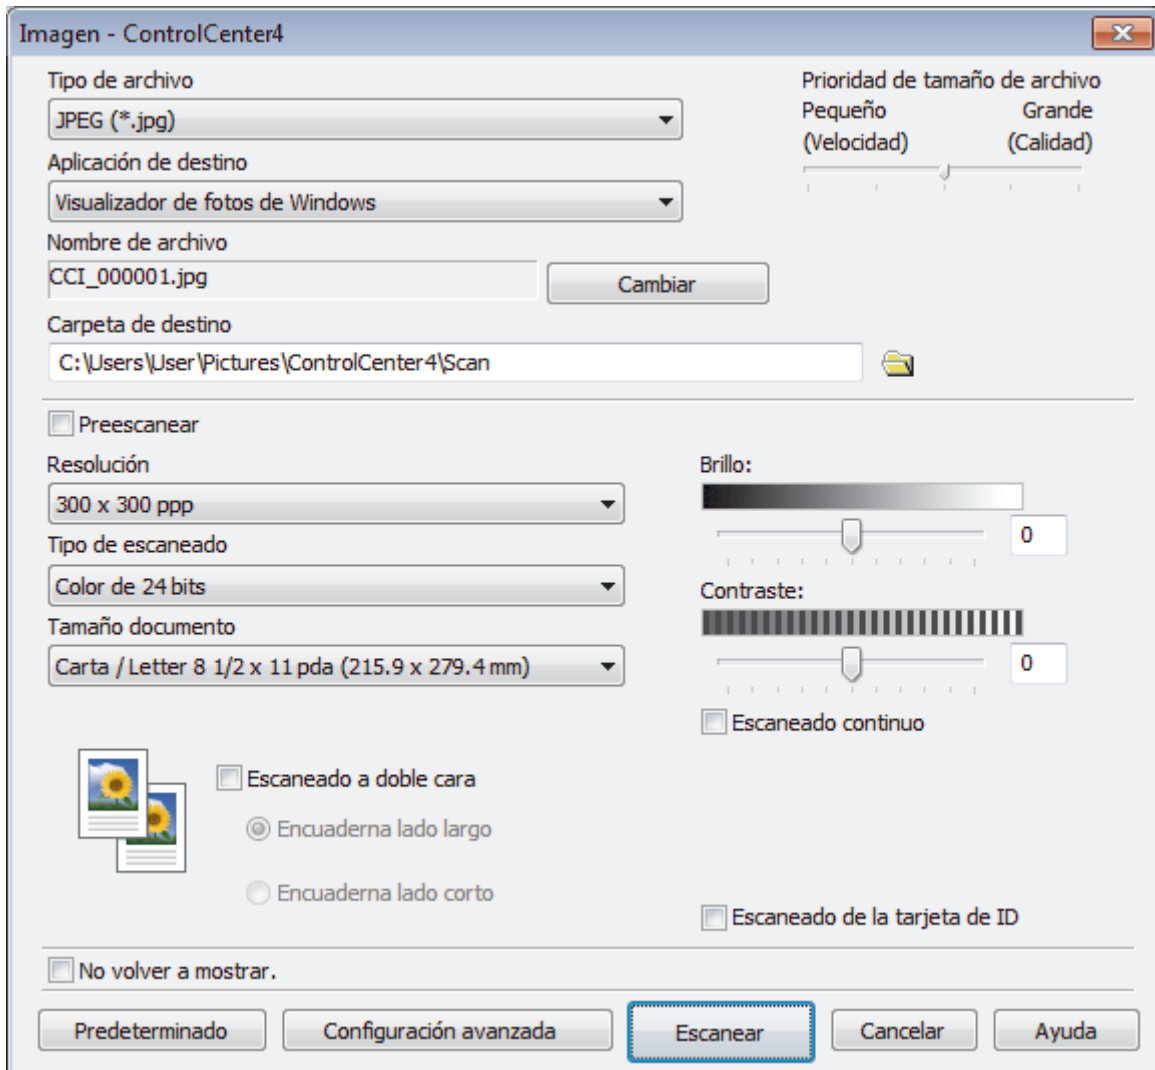 Imagen - ControlCenter4
Tipo de archivo
JPEG (*.jpg)
Prioridad de tamaño de archivo
Pequeño Grande
(Velocidad) (Calidad)
Aplicación de destino
Visualizador de fotos de Windows
Nombre de archivo
CCI_000001.jpg
Cambiar
Carpeta de destino
C:\Users\User\Pictures\ControlCenter4\Scan
Preescanear
Resolución
300 x 300 ppp
Tipo de escaneado
Color de 24 bits
Tamaño documento
Carta / Letter 8 1/2 x 11 pda (215.9 x 279.4 mm)
Brillo:
0
Contraste:
0
Escaneado continuo
Escaneado a doble cara
Encuaderna lado largo
Encuaderna lado corto
Escaneado de la tarjeta de ID
No volver a mostrar.
Predeterminado Configuración avanzada Escanear Cancelar Ayuda